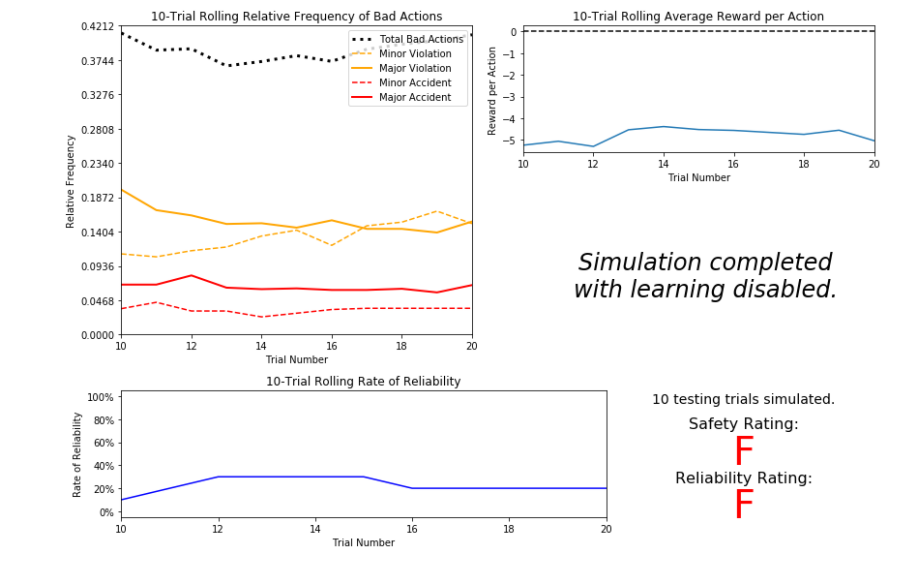 10-Trial Rolling Relative Frequency of Bad Actions
0.4212
0.3744
0.3276
0.2808
0.2340
0.1872
0.1404
0.0936
0.0468
0.0000
Relative Frequency
Total Bad Actions
Minor Violation
Major Violation
Minor Accident
Major Accident
10 12 14 16 18 20
Trial Number
10-Trial Rolling Average Reward per Action
0
−1
−2
−3
−4
−5
Reward per Action
10 12 14 16 18 20
Trial Number
Simulation completed
with learning disabled.
10-Trial Rolling Rate of Reliability
100%
80%
60%
40%
20%
0%
Rate of Reliability
10 12 14 16 18 20
Trial Number
10 testing trials simulated.
Safety Rating:
F
Reliability Rating:
F